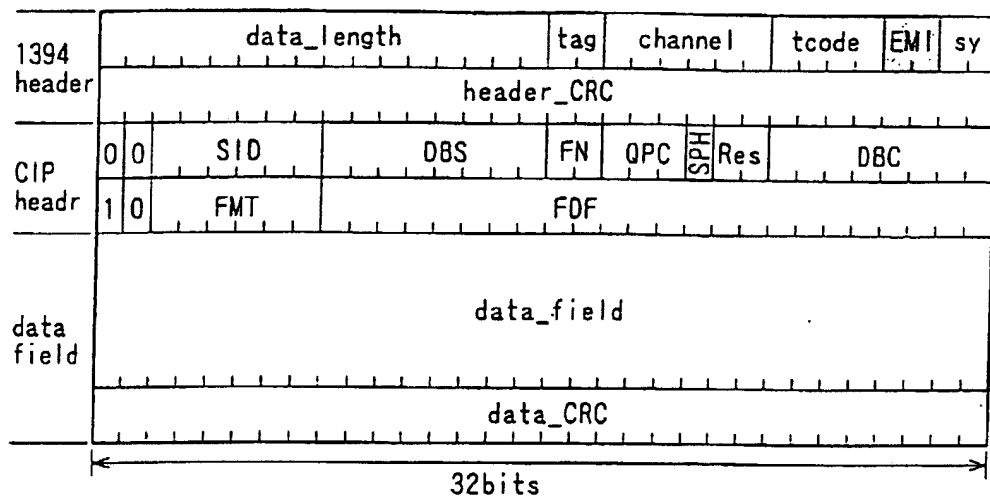 1394 header
data_length tag channel tcode EMI sy
header_CRC
CIP headr
0 0 SID DBS FN QPC SPH Res DBC
1 0 FMT FDF
data field
data_field
data_CRC
32bits